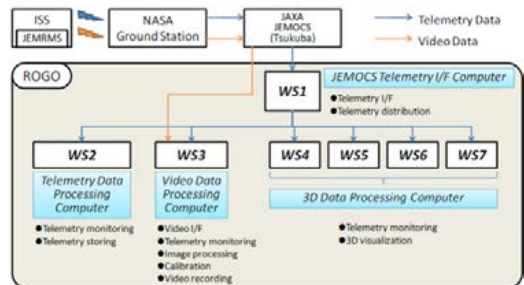 ISS
JEMRMS
NASA
Ground Station
JAXA
JEMOCS
(Tsukuba)
Telemetry Data
Video Data
ROGO
WS1
JEMOCS Telemetry I/F Computer
●Telemetry I/F
●Telemetry distribution
WS2
WS3
WS4
WS5
WS6
WS7
Telemetry Data
Processing
Computer
●Telemetry monitoring
●Telemetry storing
Video Data
Processing
Computer
●Video I/F
●Telemetry monitoring
●Image processing
●Calibration
●Video recording
3D Data Processing Computer
●Telemetry monitoring
●3D visualization